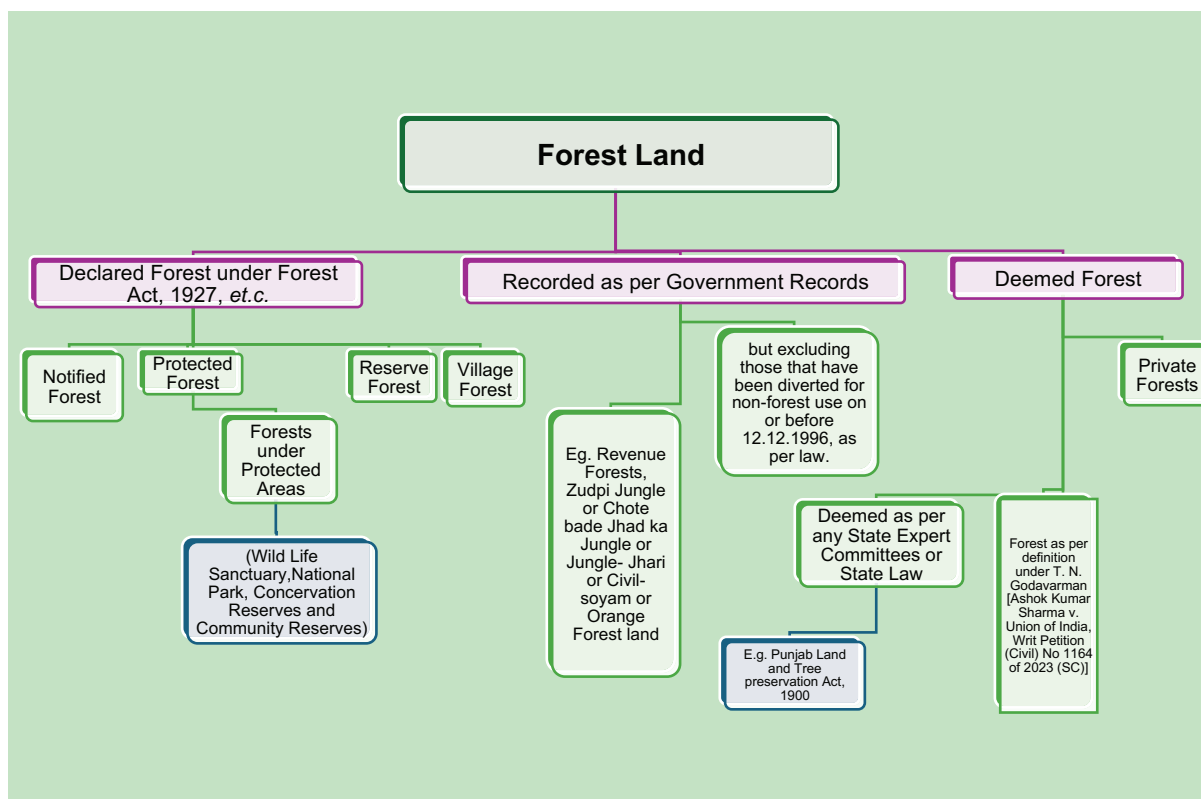 Forest Land
Declared Forest under Forest
Act, 1927, et.c.
Recorded as per Government Records
Deemed Forest
Notified
Forest
Protected
Forest
Reserve
Forest
Village
Forest
but excluding
those that have
been diverted for
non-forest use on
or before
12.12.1996, as
per law.
Private
Forests
Forests
under
Protected
Areas
Eg. Revenue
Forests,
Zudpi Jungle
or Chote
bade Jhad ka
Jungle or
Jungle- Jhari
or Civil-
soyam or
Orange
Forest land
Deemed as per
any State Expert
Committees or
State Law
Forest as per
definition
under T. N.
Godavarman
[Ashok Kumar
Sharma v.
Union of India,
Writ Petition
(Civil) No 1164
of 2023 (SC)]
(Wild Life
Sanctuary,National
Park, Concervation
Reserves and
Community Reserves)
E.g. Punjab Land
and Tree
preservation Act,
1900